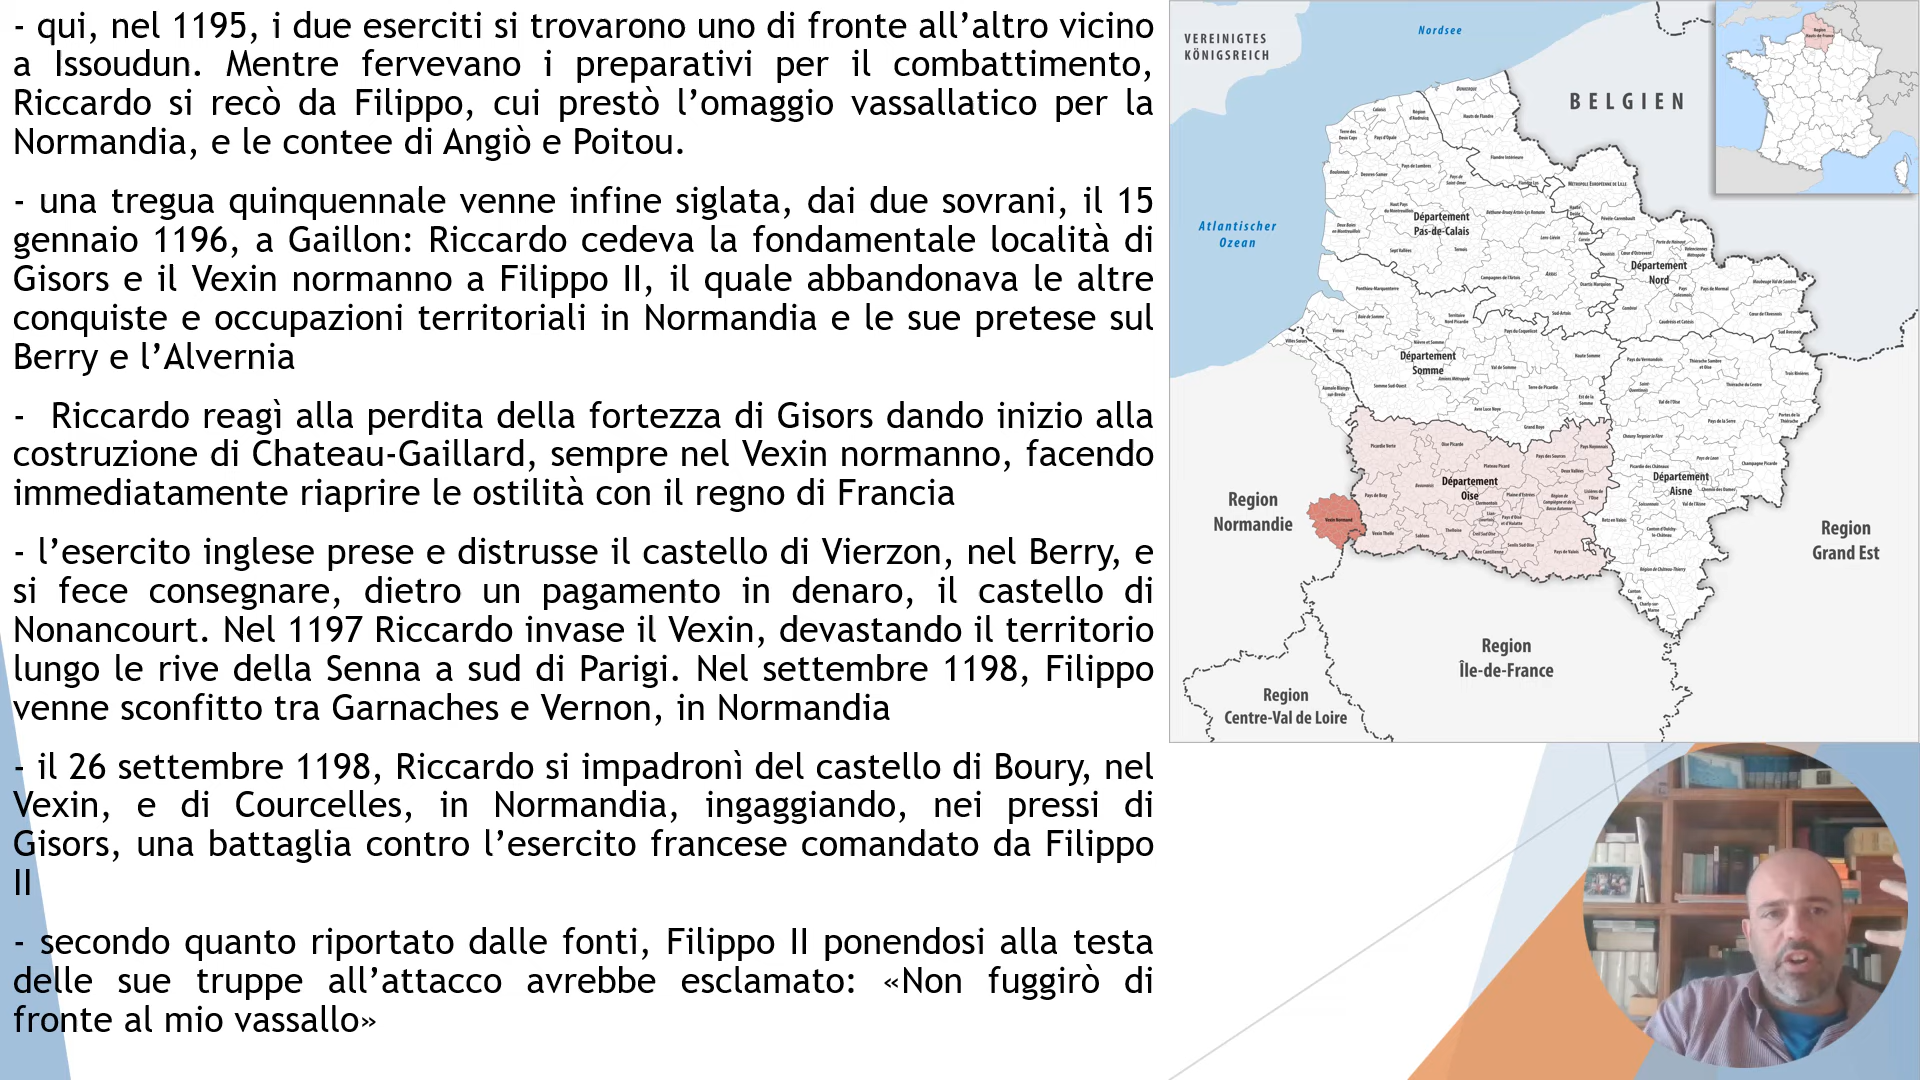 - qui, nel 1195, i due eserciti si trovarono uno di fronte all’altro vicino
a Issoudun. Mentre fervevano i preparativi per il combattimento,
Riccardo si recò da Filippo, cui prestò l’omaggio vassallatico per la
Normandia, e le contee di Angiò e Poitou.
- una tregua quinquennale venne infine siglata, dai due sovrani, il 15
gennaio 1196, a Gaillon: Riccardo cedeva la fondamentale località di
Gisors e il Vexin normanno a Filippo II, il quale abbandonava le altre
conquiste e occupazioni territoriali in Normandia e le sue pretese sul
Berry e l’Alvernia
- Riccardo reagì alla perdita della fortezza di Gisors dando inizio alla
costruzione di Chateau-Gaillard, sempre nel Vexin normanno, facendo
immediatamente riaprire le ostilità con il regno di Francia
- l’esercito inglese prese e distrusse il castello di Vierzon, nel Berry, e
si fece consegnare, dietro un pagamento in denaro, il castello di
Nonancourt. Nel 1197 Riccardo invase il Vexin, devastando il territorio
lungo le rive della Senna a sud di Parigi. Nel settembre 1198, Filippo
venne sconfitto tra Garnaches e Vernon, in Normandia
- il 26 settembre 1198, Riccardo si impadronì del castello di Boury, nel
Vexin, e di Courcelles, in Normandia, ingaggiando, nei pressi di
Gisors, una battaglia contro l’esercito francese comandato da Filippo
II
- secondo quanto riportato dalle fonti, Filippo II ponendosi alla testa
delle sue truppe all’attacco avrebbe esclamato: «Non fuggirò di
fronte al mio vassallo»
VEREINIGTES
KÖNIGREICH
Nordsee
BELGIEN
Atlantischer
Ozean
Département
Pas-de-Calais
Département
Nord
Département
Somme
Département
Oise
Département
Aisne
Vexin Normand
Region
Normandie
Region
Grand Est
Region
Île-de-France
Region
Centre-Val de Loire